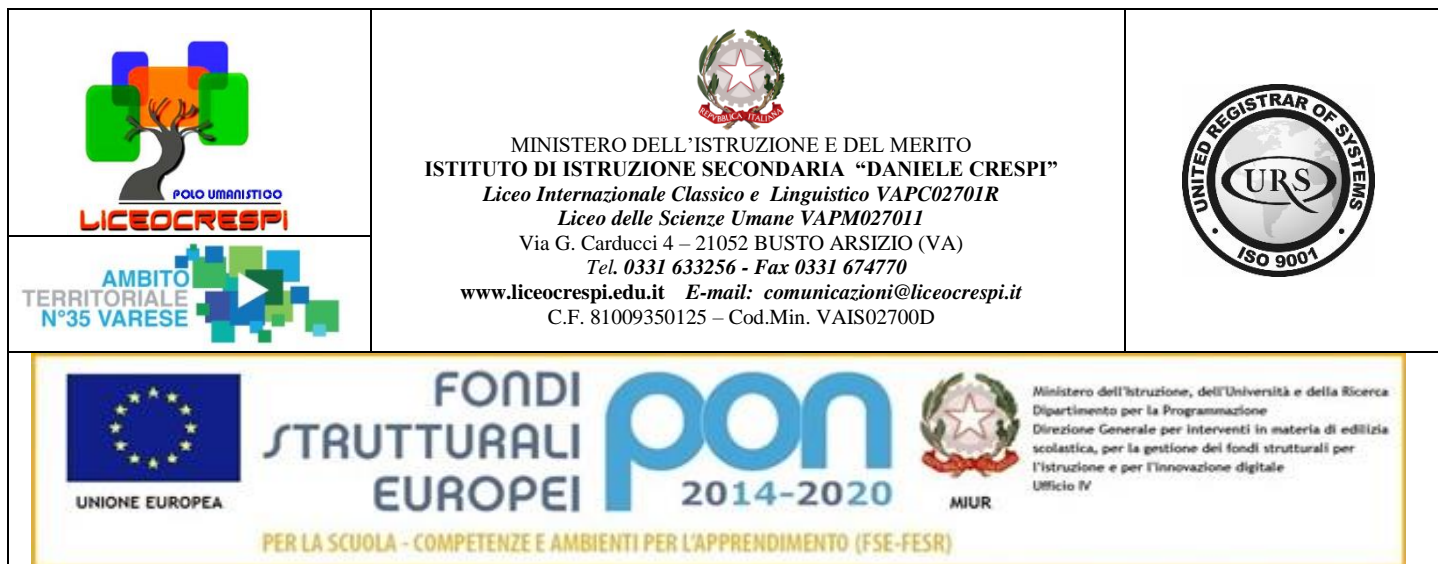 POLO UMANISTICO
LICEOCRESPI
AMBITO
TERRITORIALE
N°35 VARESE
REPVBBLICA ITALIANA
MINISTERO DELL’ISTRUZIONE E DEL MERITO
ISTITUTO DI ISTRUZIONE SECONDARIA “DANIELE CRESPI”
Liceo Internazionale Classico e Linguistico VAPC02701R
Liceo delle Scienze Umane VAPM027011
Via G. Carducci 4 – 21052 BUSTO ARSIZIO (VA)
Tel. 0331 633256 - Fax 0331 674770
www.liceocrespi.edu.it E-mail: comunicazioni@liceocrespi.it
C.F. 81009350125 – Cod.Min. VAIS02700D
UNITED REGISTRAR OF SYSTEMS
URS
ISO 9001
UNIONE EUROPEA
FONDI
STRUTTURALI
EUROPEI
pon
2014-2020
MIUR
Ministero dell'Istruzione, dell'Università e della Ricerca
Dipartimento per la Programmazione
Direzione Generale per interventi in materia di edilizia
scolastica, per la gestione dei fondi strutturali per
l'istruzione e per l'innovazione digitale
Ufficio IV
PER LA SCUOLA - COMPETENZE E AMBIENTI PER L'APPRENDIMENTO (FSE-FESR)